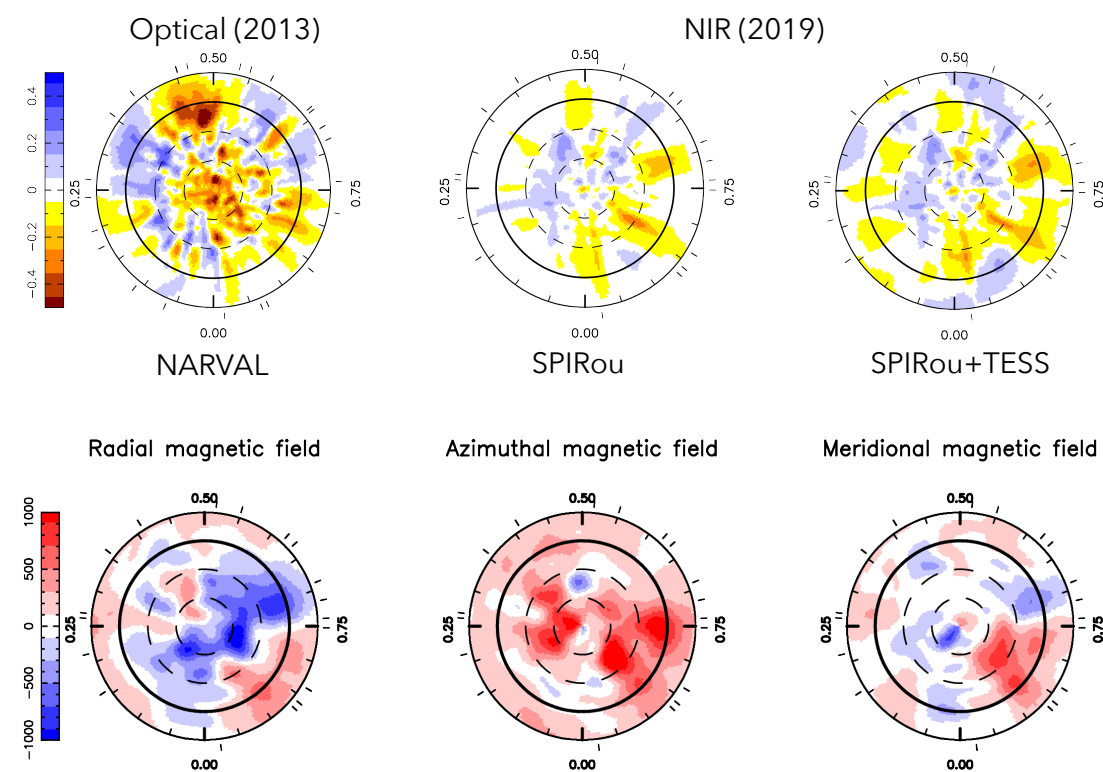 Optical (2013) NIR (2019)
0.50 0.50 0.50
0.4 0.2 0 −0.2 −0.4
0.25 0.75 0.25 0.75 0.25 0.75
0.00 0.00 0.00
NARVAL SPIRou SPIRou+TESS
Radial magnetic field Azimuthal magnetic field Meridional magnetic field
0.50 0.50 0.50
1000 500 0 −500 −1000
0.25 0.75 0.25 0.75 0.25 0.75
0.00 0.00 0.00